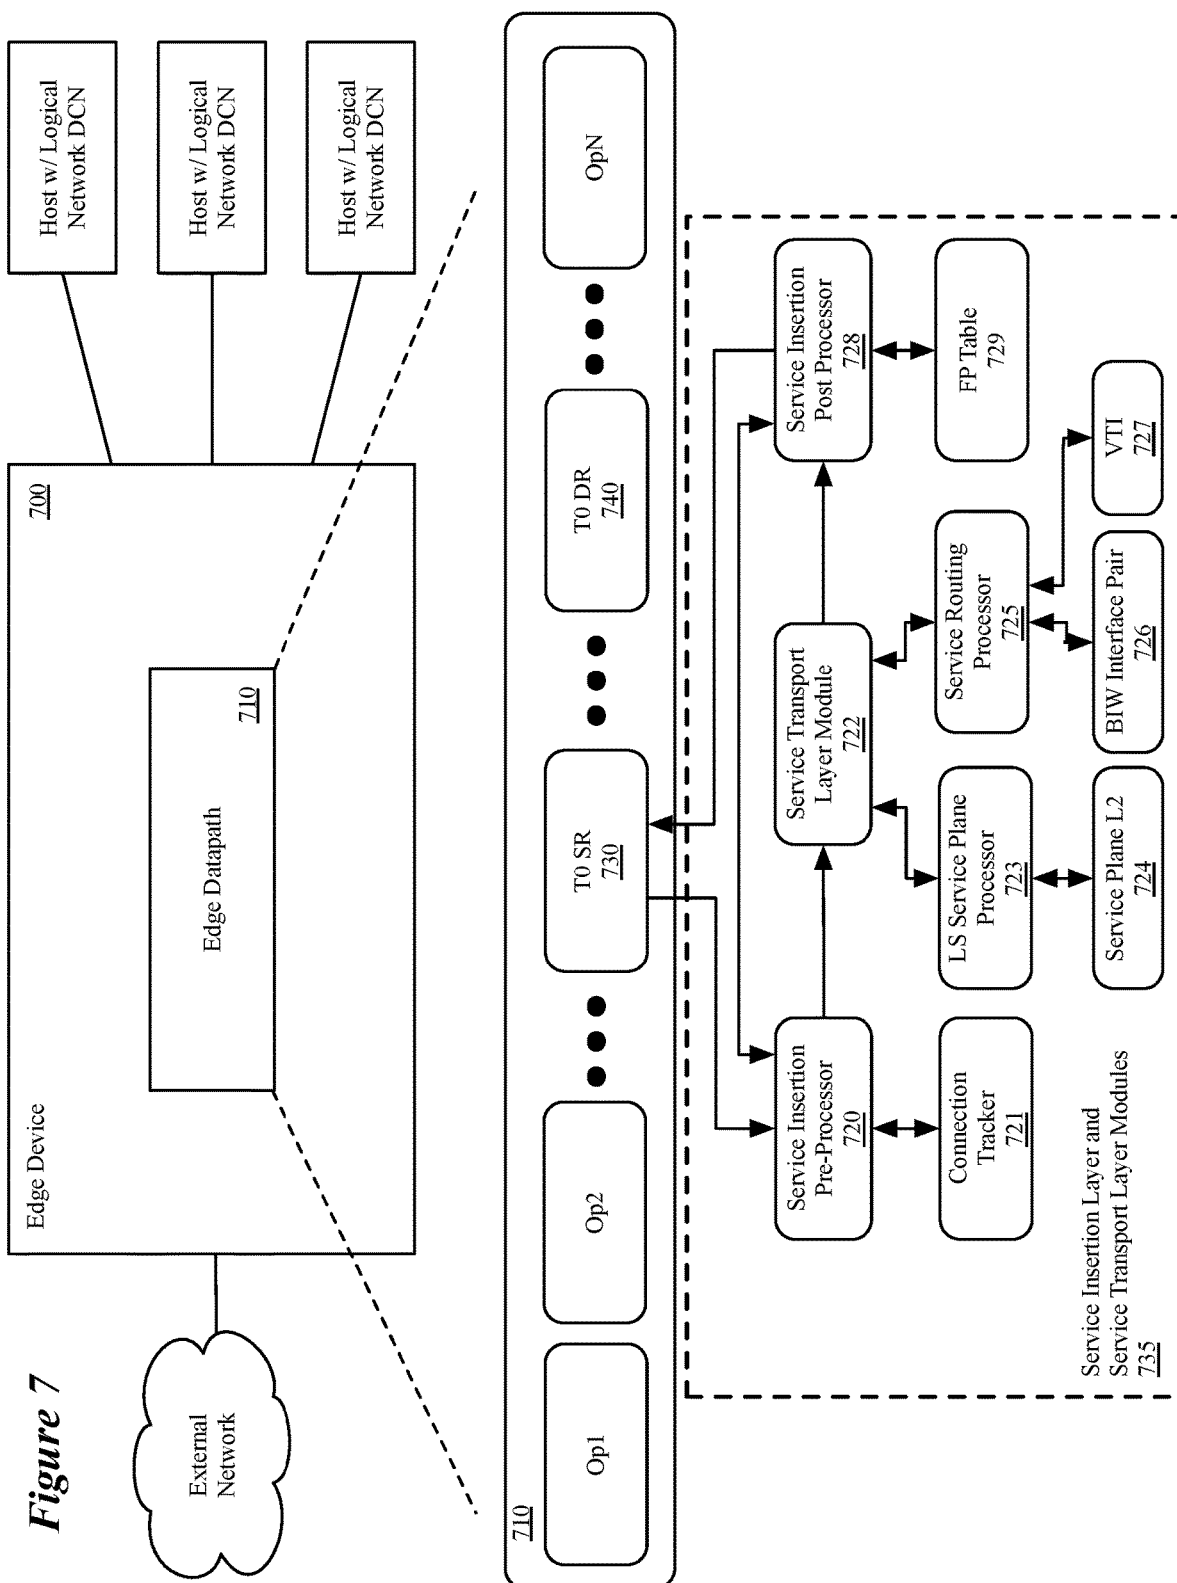 Figure 7
External
Network
Edge Device
700
Edge Datapath
710
Host w/ Logical
Network DCN
Host w/ Logical
Network DCN
Host w/ Logical
Network DCN
710
Op1
Op2
T0 SR
730
T0 DR
740
OpN
Service Insertion
Pre-Processor
720
Service Transport
Layer Module
722
Service Insertion
Post Processor
728
Connection
Tracker
721
LS Service Plane
Processor
723
Service Routing
Processor
725
FP Table
729
Service Plane L2
724
BIW Interface Pair
726
VTI
727
Service Insertion Layer and
Service Transport Layer Modules
735